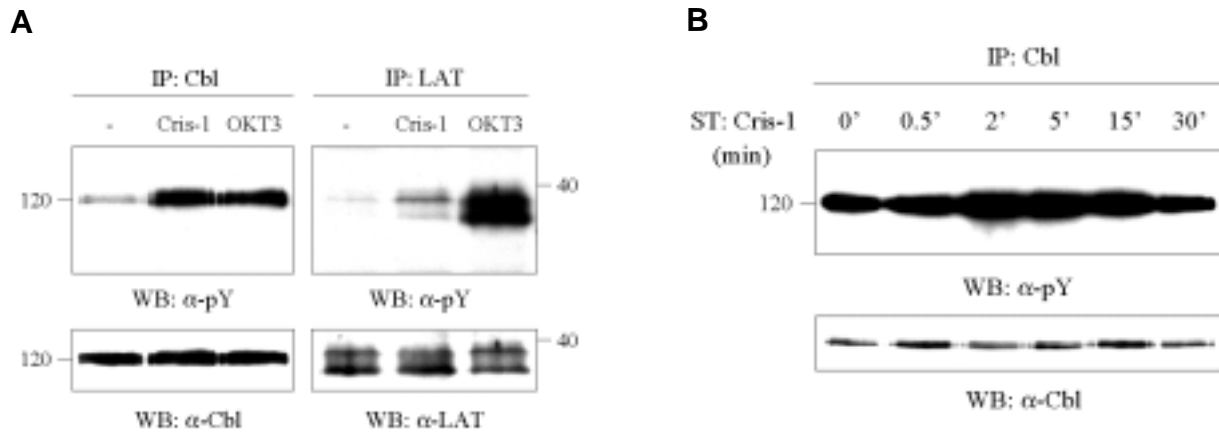 A
IP: Cbl
IP: LAT
- Cris-1 OKT3
- Cris-1 OKT3
120
40
WB: α-pY
WB: α-pY
120
40
WB: α-Cbl
WB: α-LAT
B
IP: Cbl
ST: Cris-1 0’ 0.5’ 2’ 5’ 15’ 30’
(min)
120
WB: α-pY
WB: α-Cbl